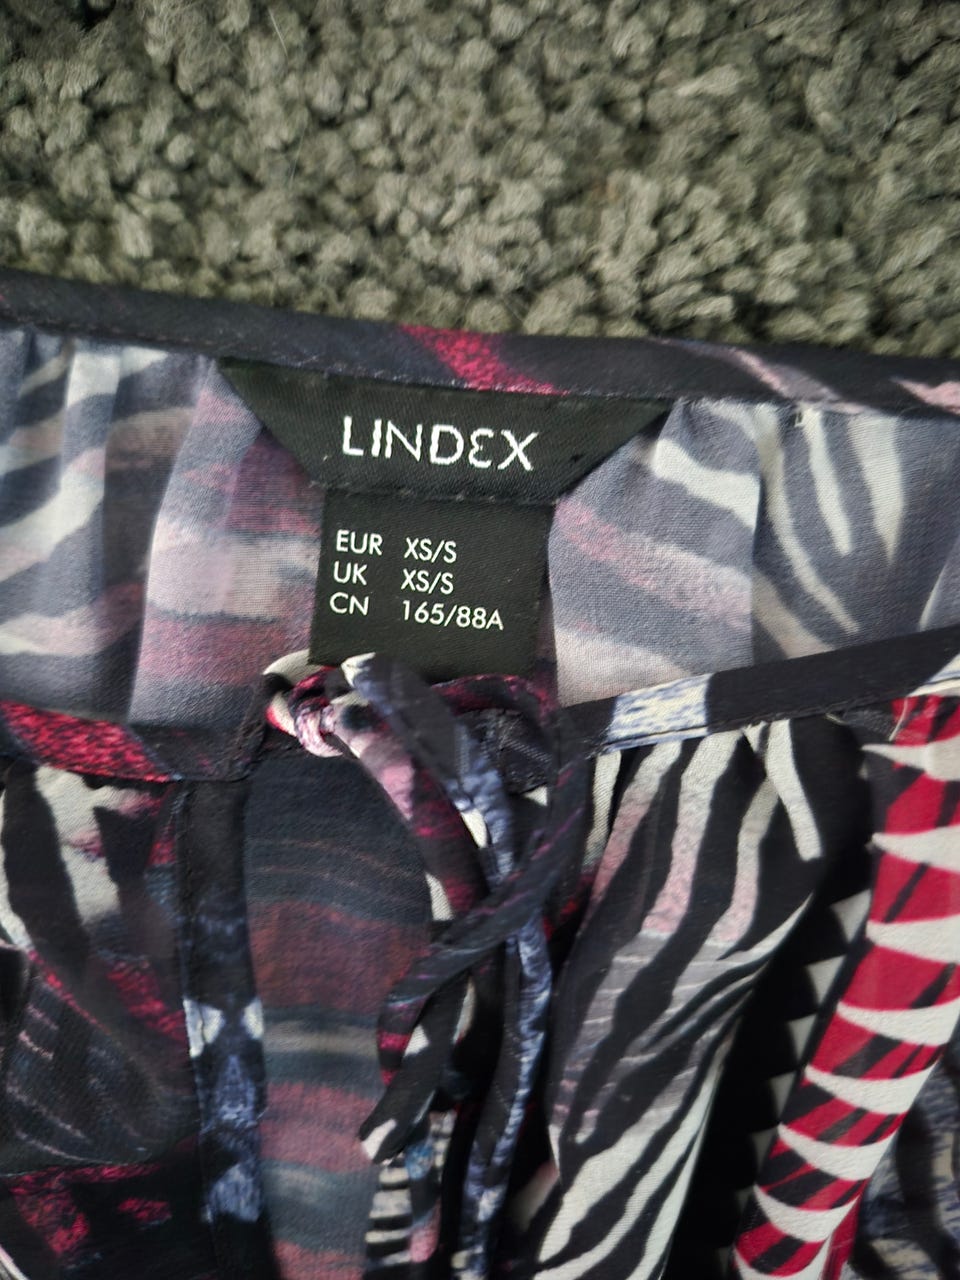 LINDEX
EUR XS/S
UK XS/S
CN 165/88A